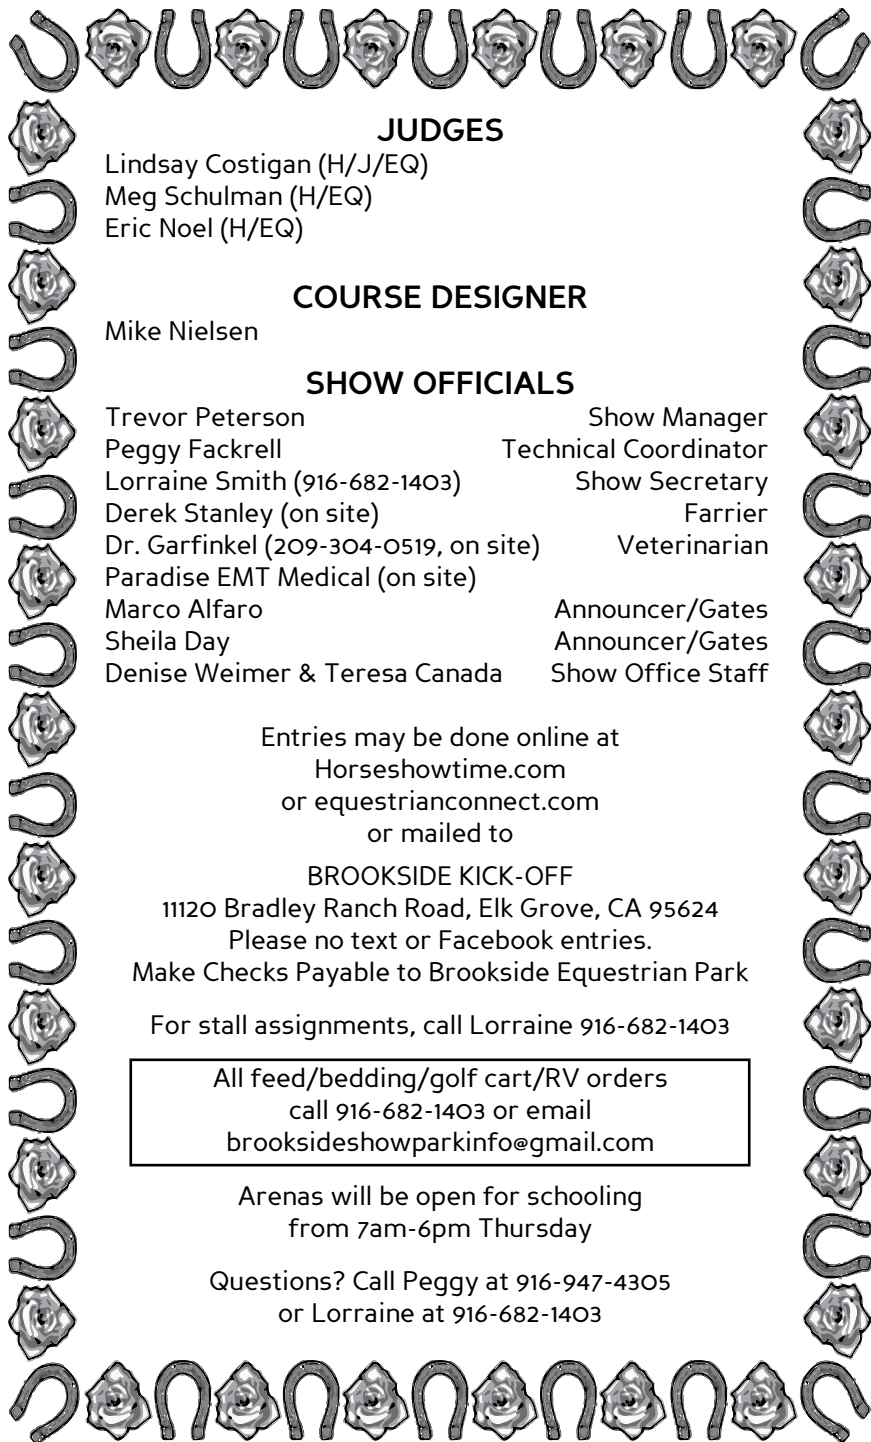 JUDGES
Lindsay Costigan (H/J/EQ)
Meg Schulman (H/EQ)
Eric Noel (H/EQ)
COURSE DESIGNER
Mike Nielsen
SHOW OFFICIALS
Trevor Peterson Show Manager
Peggy Fackrell Technical Coordinator
Lorraine Smith (916-682-1403) Show Secretary
Derek Stanley (on site) Farrier
Dr. Garfinkel (209-304-0519, on site) Veterinarian
Paradise EMT Medical (on site)
Marco Alfaro Announcer/Gates
Sheila Day Announcer/Gates
Denise Weimer & Teresa Canada Show Office Staff
Entries may be done online at
Horseshowtime.com
or equestrianconnect.com
or mailed to
BROOKSIDE KICK-OFF
11120 Bradley Ranch Road, Elk Grove, CA 95624
Please no text or Facebook entries.
Make Checks Payable to Brookside Equestrian Park
For stall assignments, call Lorraine 916-682-1403
All feed/bedding/golf cart/RV orders
call 916-682-1403 or email
brooksideshowparkinfo@gmail.com
Arenas will be open for schooling
from 7am-6pm Thursday
Questions? Call Peggy at 916-947-4305
or Lorraine at 916-682-1403